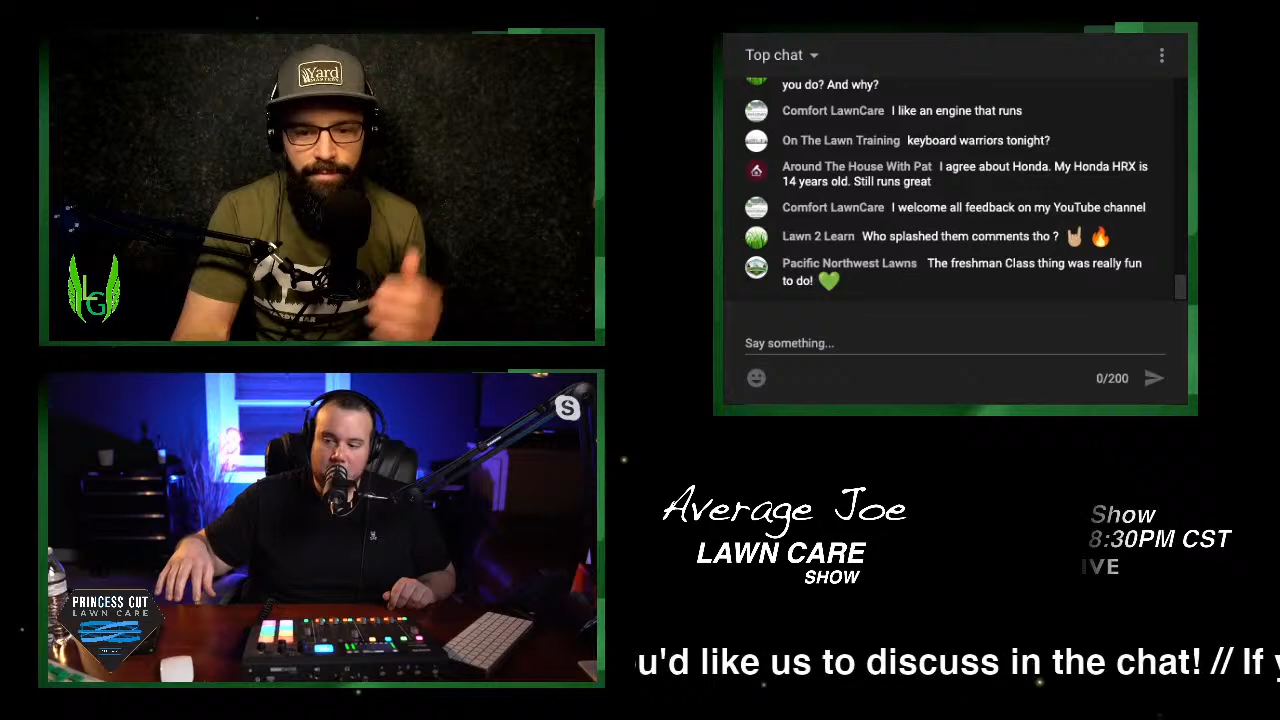 Yard
MASTERY
LG
PRINCESS CUT
LAWN CARE
S
Top chat
you do? And why?
Comfort LawnCare I like an engine that runs
On The Lawn Training keyboard warriors tonight?
Around The House With Pat I agree about Honda. My Honda HRX is
14 years old. Still runs great
Comfort LawnCare I welcome all feedback on my YouTube channel
Lawn 2 Learn Who splashed them comments tho ? 🤘🏼 🔥
Pacific Northwest Lawns The freshman Class thing was really fun
to do! 💚
Say something...
0/200
Average Joe
LAWN CARE
SHOW
Show
8:30PM CST
IVE
u'd like us to discuss in the chat! // If y